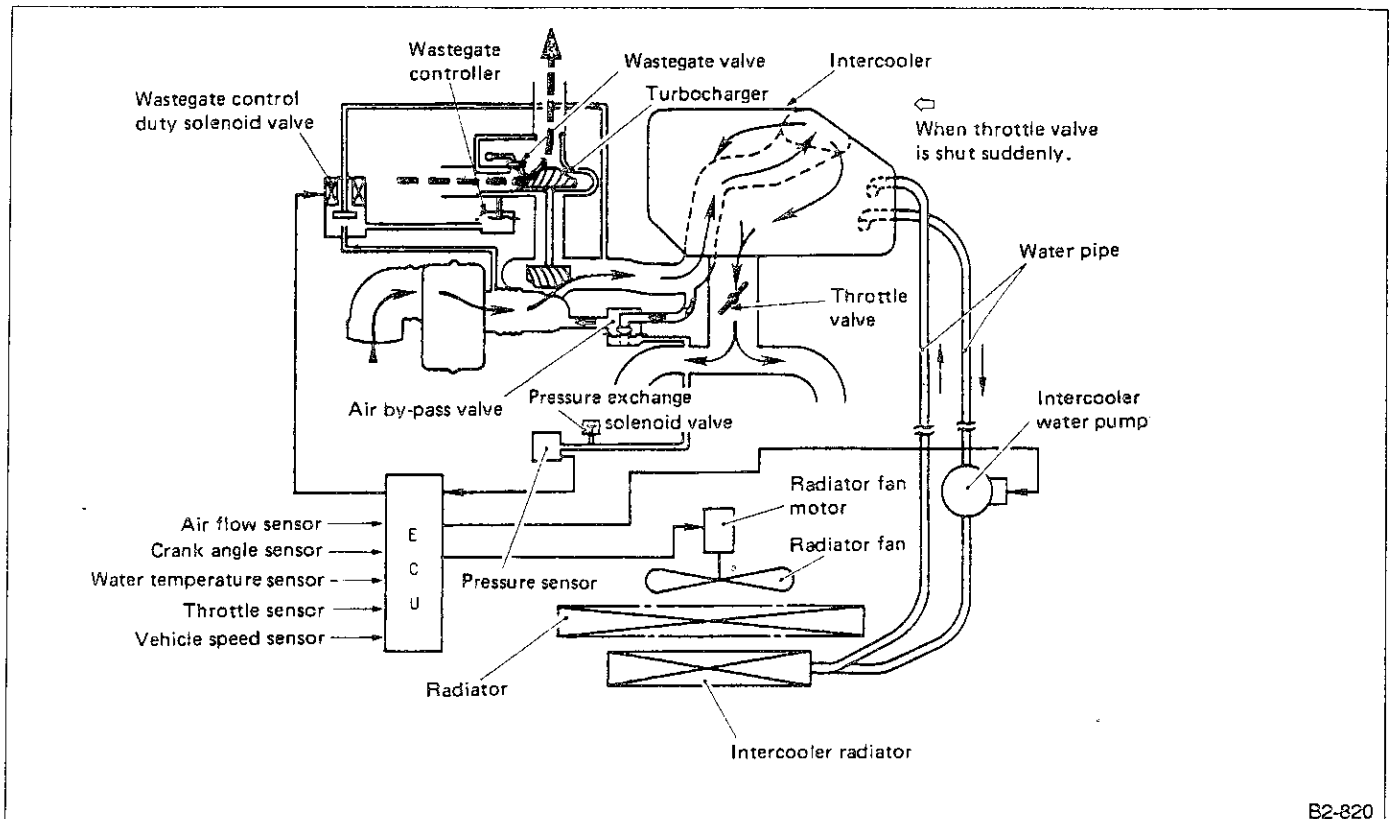 Wastegate
controller
Wastegate valve
Intercooler
Wastegate control
duty solenoid valve
Turbocharger
When throttle valve
is shut suddenly.
Water pipe
Throttle
valve
Air by-pass valve
Pressure exchange
solenoid valve
Intercooler
water pump
Radiator fan
motor
Air flow sensor
Crank angle sensor
Water temperature sensor
Throttle sensor
Vehicle speed sensor
E
C
U
Pressure sensor
Radiator fan
Radiator
Intercooler radiator
B2-820